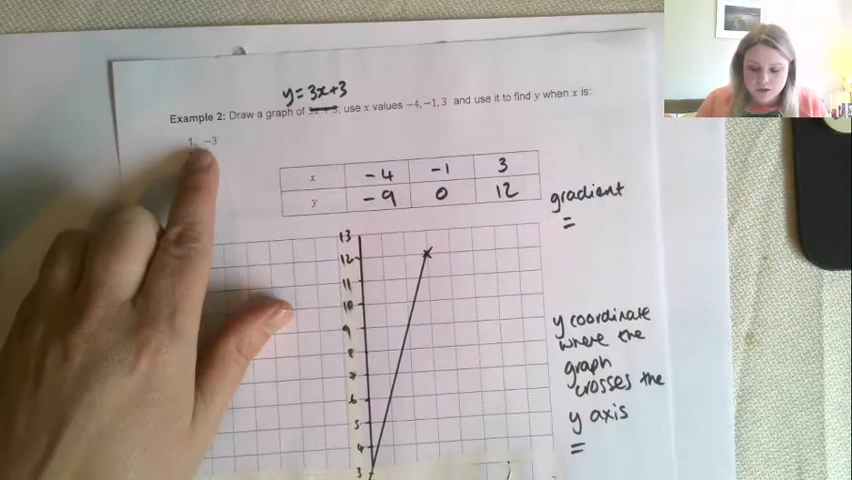 y=3x+3
Example 2: Draw a graph of 3x + 3, use x values −4, −1, 3 and use it to find y when x is:
1. −3
x −4 −1 3
y −9 0 12
gradient
=
13
12
11
10
9
8
7
6
5
4
3
y coordinate
where the
graph
crosses the
y axis
=